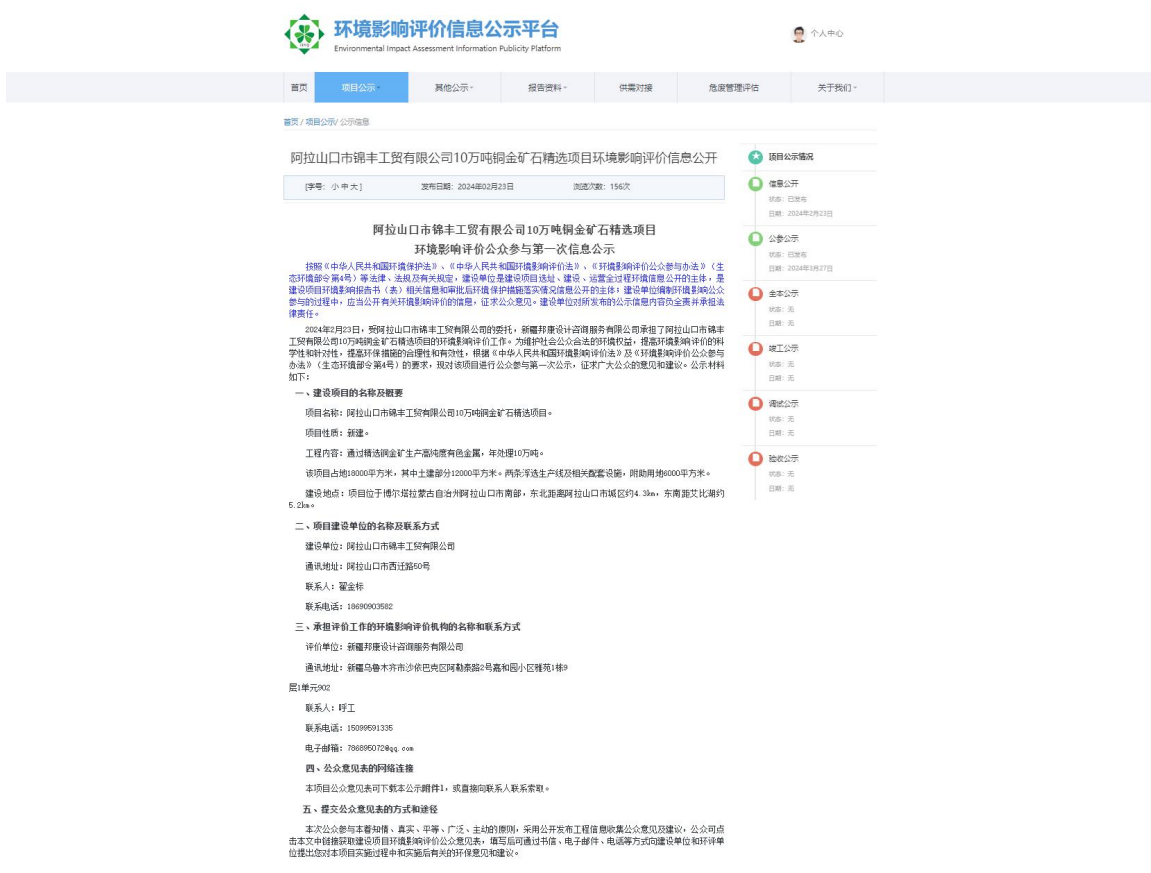 环境影响评价信息公示平台
Environmental Impact Assessment Information Publicity Platform
个人中心
首页 项目公示 其他公示 报告资料 供需对接 危废管理评估 关于我们
首页 / 项目公示/ 公示信息
阿拉山口市锦丰工贸有限公司10万吨铜金矿石精选项目环境影响评价信息公开
[字号: 小 中 大] 发布日期: 2024年02月23日 浏览次数: 156次
阿拉山口市锦丰工贸有限公司10万吨铜金矿石精选项目
环境影响评价公众参与第一次信息公示
按照《中华人民共和国环境保护法》、《中华人民共和国环境影响评价法》、《环境影响评价公众参与办法》（生
态环境部令第4号）等法律、法规及有关规定，建设单位是建设项目选址、建设、运营全过程环境信息公开的主体，是
建设项目环境影响报告书（表）相关信息和审批后环境保护措施落实情况信息公开的主体；建设单位编制环境影响公众
参与的过程中，应当公开有关环境影响评价的信息，征求公众意见。建设单位对所发布的公示信息内容负全责并承担法
律责任。
2024年2月23日，受阿拉山口市锦丰工贸有限公司的委托，新疆邦康设计咨询服务有限公司承担了阿拉山口市锦丰
工贸有限公司10万吨铜金矿石精选项目的环境影响评价工作。为维护社会公众合法的环境权益，提高环境影响评价的科
学性和针对性，提高环保措施的合理性和有效性，根据《中华人民共和国环境影响评价法》及《环境影响评价公众参与
办法》（生态环境部令第4号）的要求，现对该项目进行公众参与第一次公示，征求广大公众的意见和建议。公示材料
如下：
一、建设项目的名称及概要
项目名称：阿拉山口市锦丰工贸有限公司10万吨铜金矿石精选项目。
项目性质：新建。
工程内容：通过精选铜金矿生产高纯度有色金属，年处理10万吨。
该项目占地18000平方米，其中土建部分12000平方米。两条浮选生产线及相关配套设施，附助用地6000平方米。
建设地点：项目位于博尔塔拉蒙古自治州阿拉山口市南部，东北距离阿拉山口市城区约4.3km，东南距艾比湖约
5.2km。
二、项目建设单位的名称及联系方式
建设单位：阿拉山口市锦丰工贸有限公司
通讯地址：阿拉山口市西迁路50号
联系人：翟金标
联系电话：18690903582
三、承担评价工作的环境影响评价机构的名称和联系方式
评价单位：新疆邦康设计咨询服务有限公司
通讯地址：新疆乌鲁木齐市沙依巴克区阿勒泰路2号嘉和园小区雅苑1栋9
层1单元902
联系人：呼工
联系电话：15099591335
电子邮箱：786895072@qq.com
四、公众意见表的网络连接
本项目公众意见表可下载本公示附件1，或直接向联系人联系索取。
五、提交公众意见表的方式和途径
本次公众参与本着知情、真实、平等、广泛、主动的原则，采用公开发布工程信息收集公众意见及建议，公众可点
击本文中链接获取建设项目环境影响评价公众意见表，填写后可通过书信、电子邮件、电话等方式向建设单位和环评单
位提出您对本项目实施过程中和实施后有关的环保意见和建议。
项目公示情况
信息公开
状态：已发布
日期：2024年2月23日
公参公示
状态：已发布
日期：2024年3月27日
全本公示
状态：无
日期：无
竣工公示
状态：无
日期：无
调试公示
状态：无
日期：无
验收公示
状态：无
日期：无